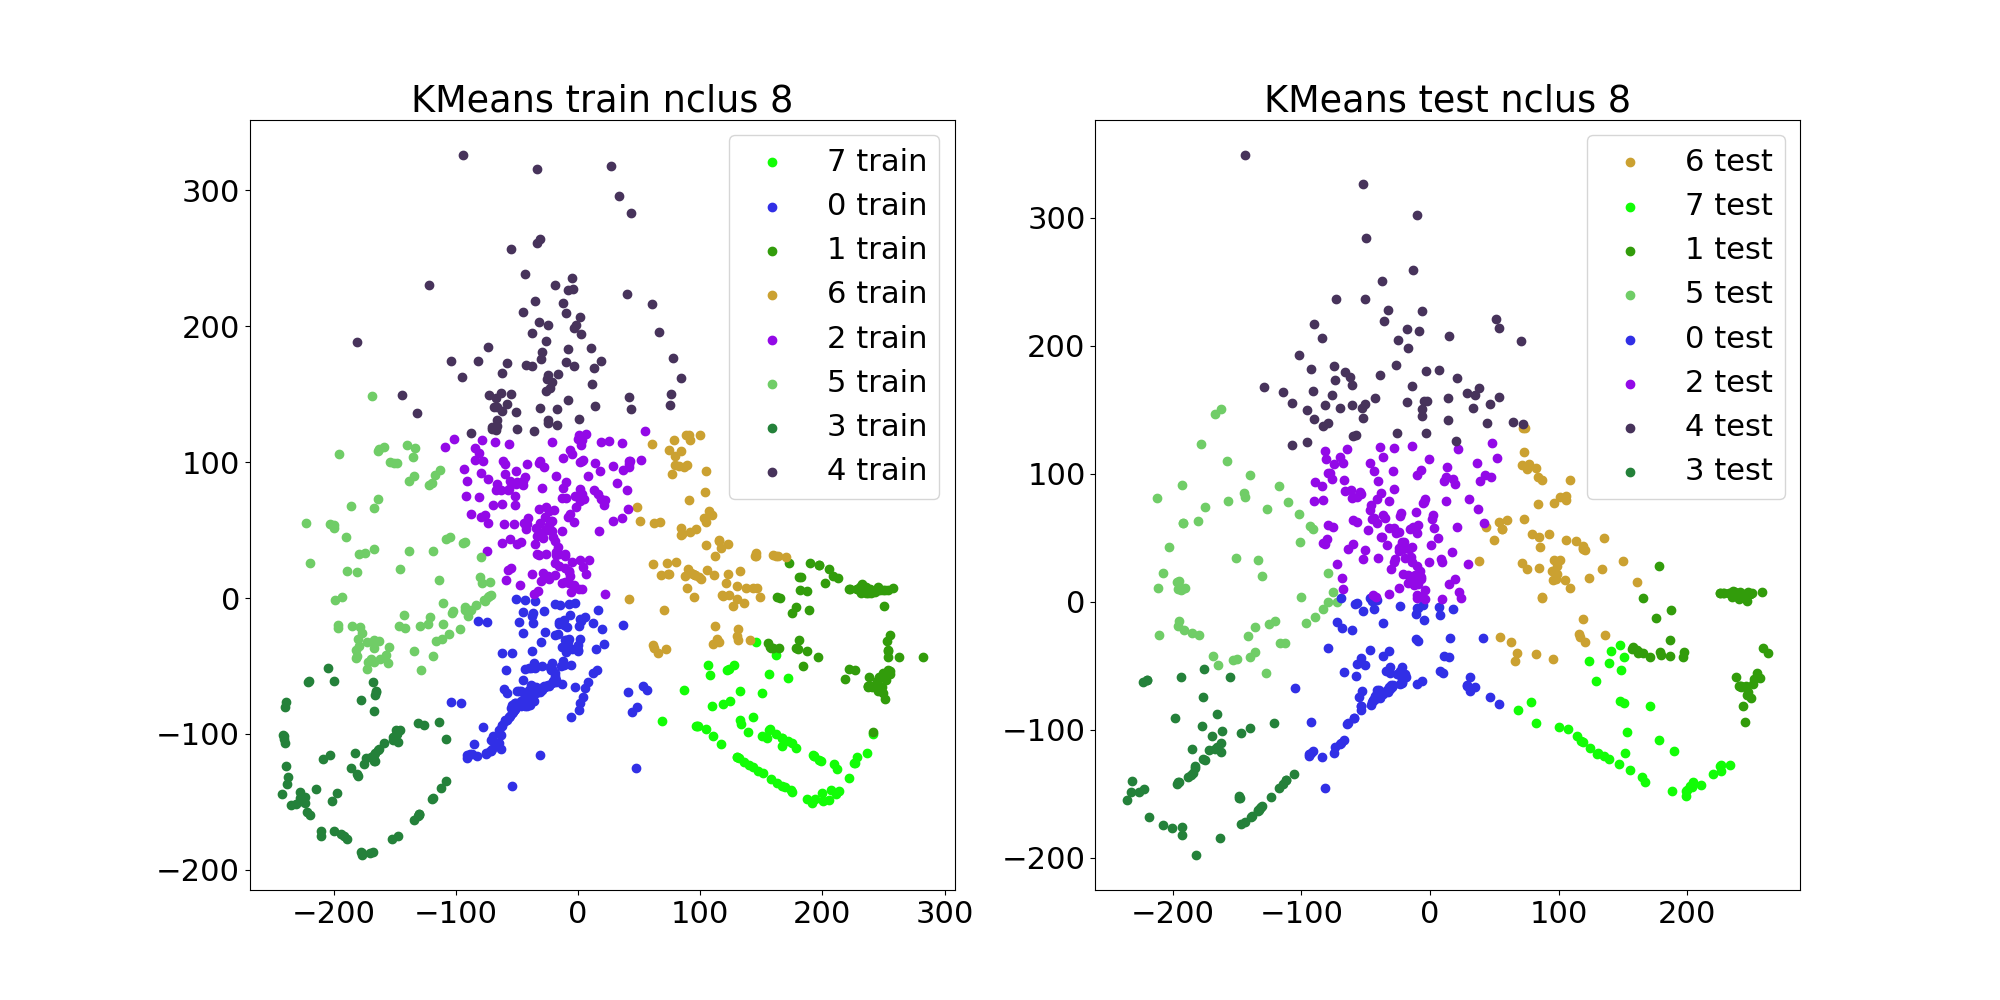 KMeans train nclus 8
7 train
0 train
1 train
6 train
2 train
5 train
3 train
4 train
300
200
100
0
−100
−200
−200
−100
0
100
200
300
KMeans test nclus 8
6 test
7 test
1 test
5 test
0 test
2 test
4 test
3 test
300
200
100
0
−100
−200
−200
−100
0
100
200